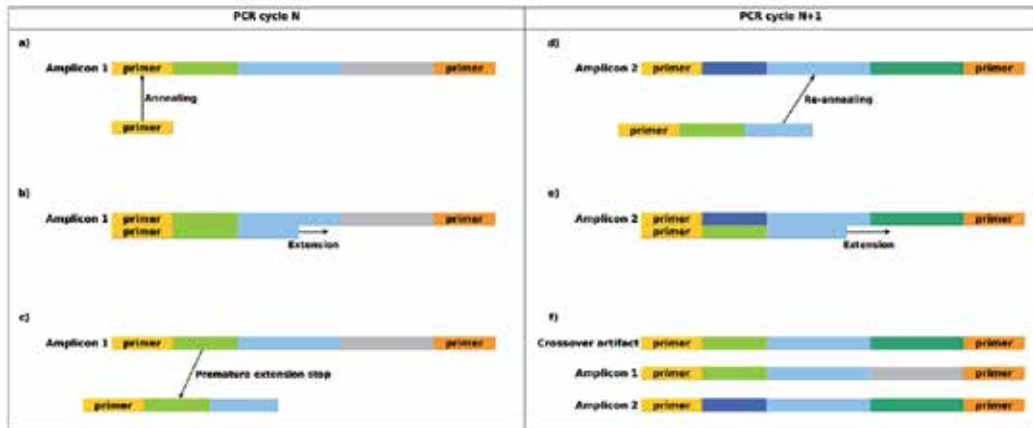 PCR cycle N
a)
Amplicon 1 primer primer
Annealing
primer
b)
Amplicon 1 primer primer
primer
Extension
c)
Amplicon 1 primer primer
Premature extension stop
primer
PCR cycle N+1
d)
Amplicon 2 primer primer
Re-annealing
primer
e)
Amplicon 2 primer primer
primer
Extension
f)
Crossover artifact primer primer
Amplicon 1 primer primer
Amplicon 2 primer primer